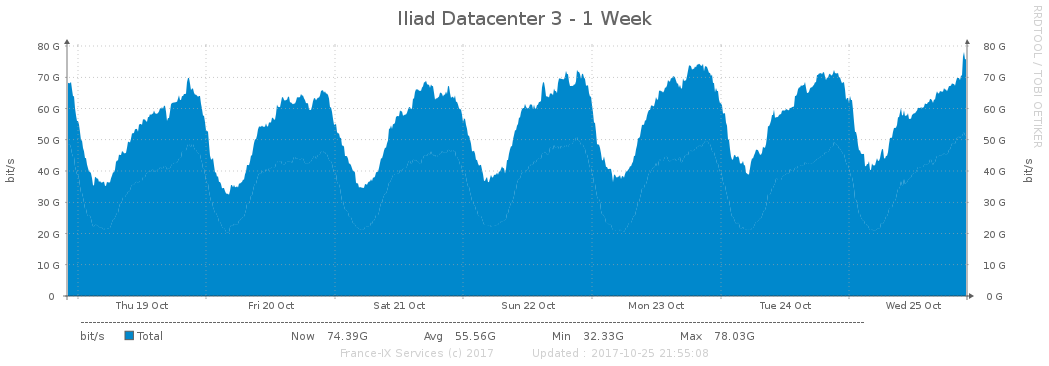 Iliad Datacenter 3 - 1 Week
RRDTOOL / TOBI OETIKER
80 G 80 G
70 G 70 G
60 G 60 G
50 G 50 G
40 G 40 G
30 G 30 G
20 G 20 G
10 G 10 G
0 0 G
bit/s bit/s
Thu 19 Oct Fri 20 Oct Sat 21 Oct Sun 22 Oct Mon 23 Oct Tue 24 Oct Wed 25 Oct
bit/s Total Now 74.39G Avg 55.56G Min 32.33G Max 78.03G
France-IX Services (c) 2017 Updated : 2017-10-25 21:55:08